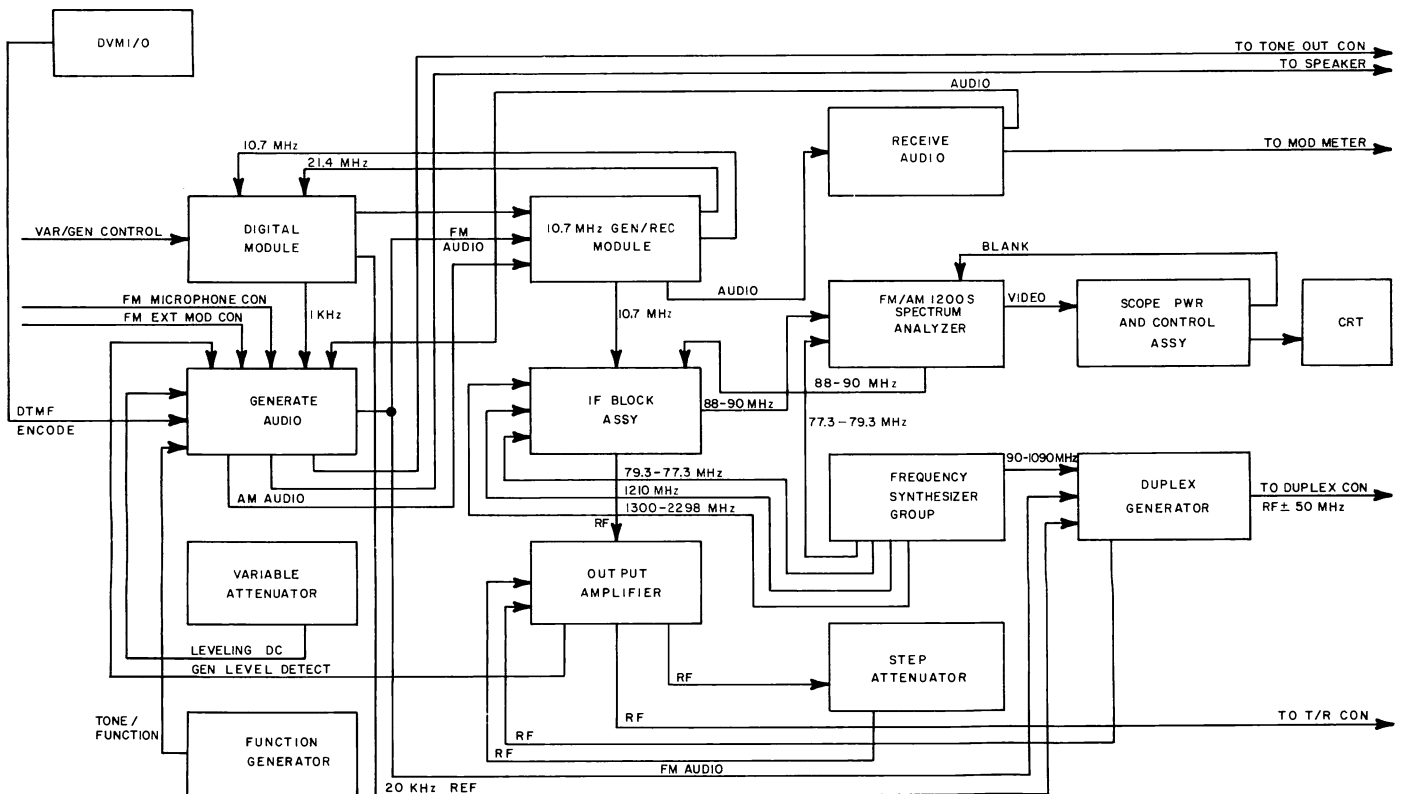 DVM I/O
TO TONE OUT CON
TO SPEAKER
AUDIO
RECEIVE
AUDIO
TO MOD METER
10.7 MHz
21.4 MHz
DIGITAL
MODULE
10.7 MHz GEN/REC
MODULE
VAR/GEN CONTROL
FM
AUDIO
BLANK
FM MICROPHONE CON
FM EXT MOD CON
1 KHz
AUDIO
10.7 MHz
FM/AM 1200 S
SPECTRUM
ANALYZER
VIDEO
SCOPE PWR
AND CONTROL
ASSY
CRT
GENERATE
AUDIO
IF BLOCK
ASSY
88-90 MHz
88-90 MHz
77.3-79.3 MHz
DTMF
ENCODE
AM AUDIO
79.3-77.3 MHz
1210 MHz
1300-2298 MHz
RF
FREQUENCY
SYNTHESIZER
GROUP
90-1090MHz
DUPLEX
GENERATOR
TO DUPLEX CON
RF± 50 MHz
VARIABLE
ATTENUATOR
OUTPUT
AMPLIFIER
STEP
ATTENUATOR
LEVELING DC
GEN LEVEL DETECT
RF
RF
TO T/R CON
TONE/
FUNCTION
FUNCTION
GENERATOR
RF
RF
FM AUDIO
20 KHz REF